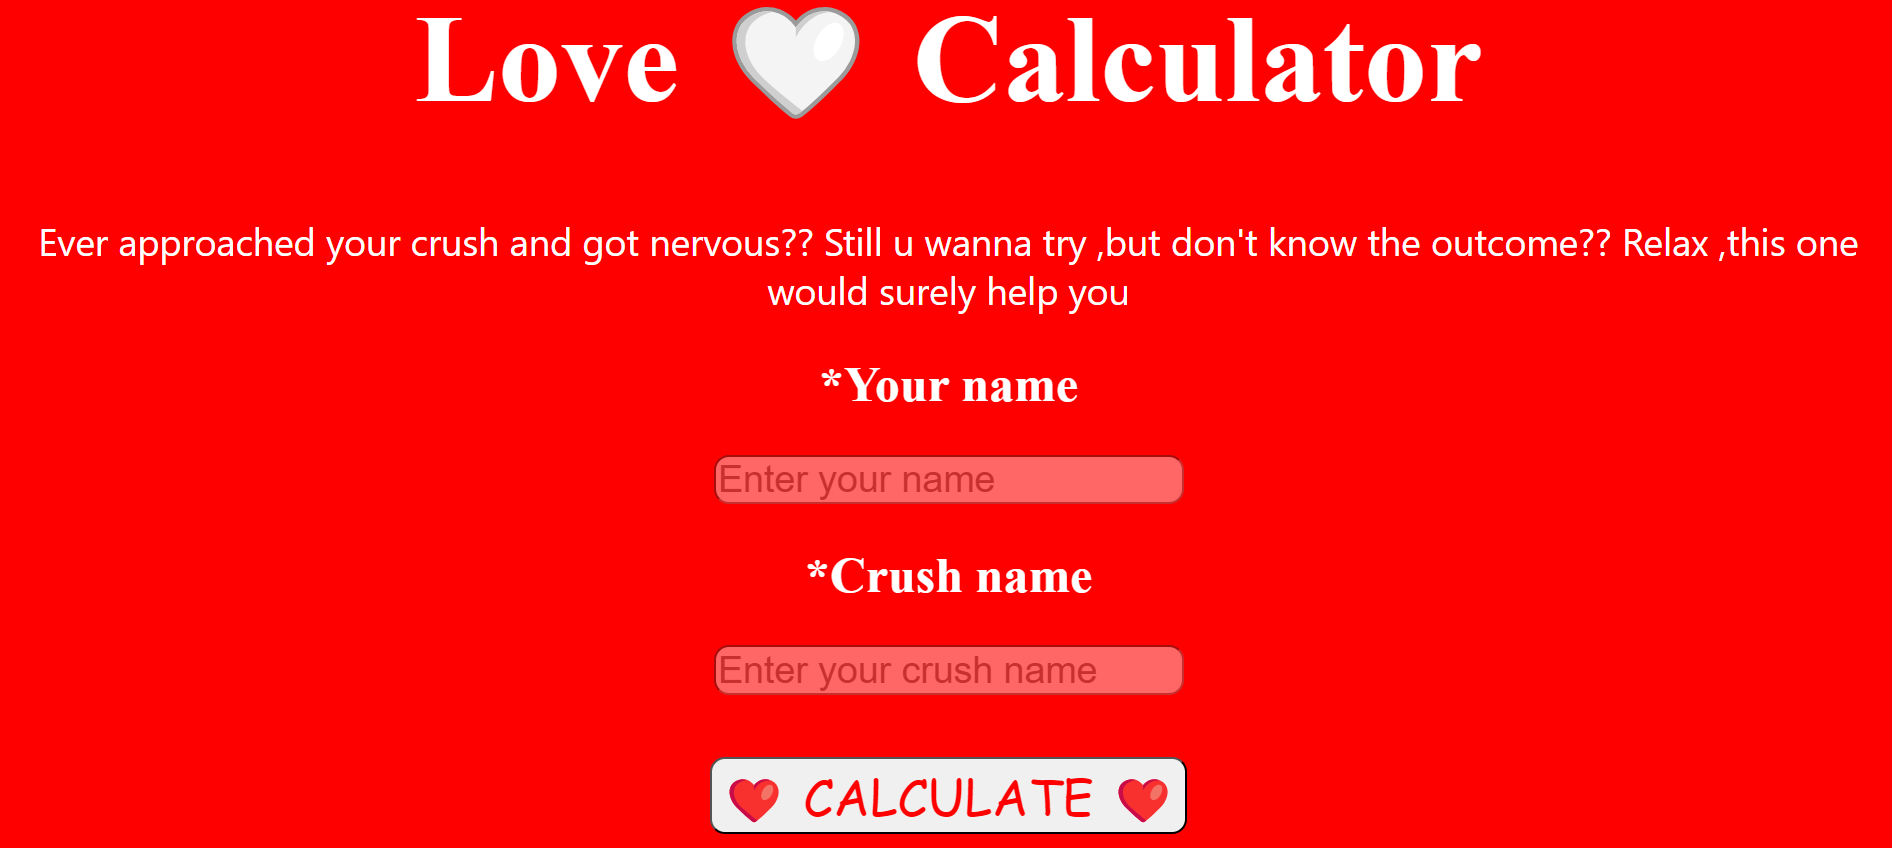 Love 🤍 Calculator
Ever approached your crush and got nervous?? Still u wanna try ,but don't know the outcome?? Relax ,this one
would surely help you
*Your name
Enter your name
*Crush name
Enter your crush name
❤️ CALCULATE ❤️